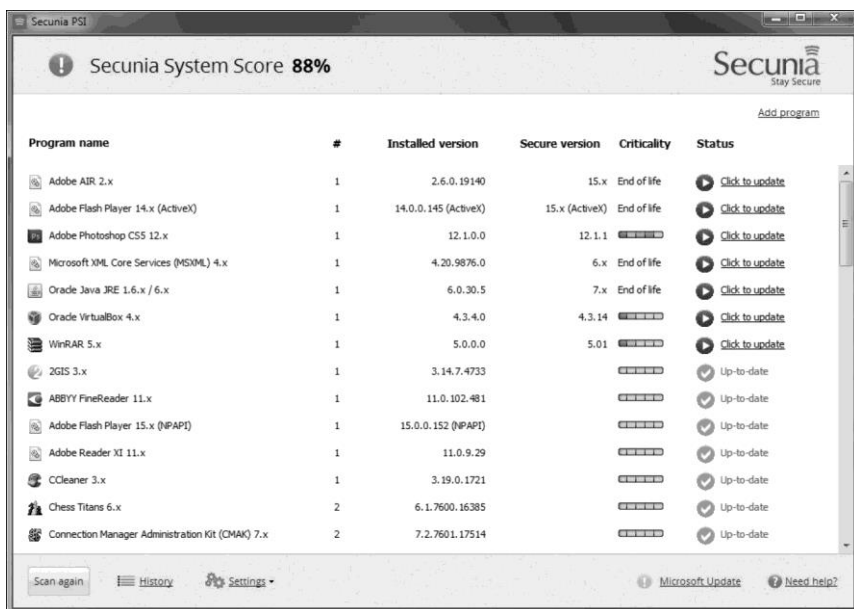 Secunia PSI
Secunia System Score 88%
Secunia
Stay Secure
Add program
Program name # Installed version Secure version Criticality Status
Adobe AIR 2.x 1 2.6.0.19140 15.x End of life Click to update
Adobe Flash Player 14.x (ActiveX) 1 14.0.0.145 (ActiveX) 15.x (ActiveX) End of life Click to update
Ps Adobe Photoshop CS5 12.x 1 12.1.0.0 12.1.1 Click to update
Microsoft XML Core Services (MSXML) 4.x 1 4.20.9876.0 6.x End of life Click to update
Oracle Java JRE 1.6.x / 6.x 1 6.0.30.5 7.x End of life Click to update
Oracle VirtualBox 4.x 1 4.3.4.0 4.3.14 Click to update
WinRAR 5.x 1 5.0.0.0 5.01 Click to update
2GIS 3.x 1 3.14.7.4733 Up-to-date
ABBYY FineReader 11.x 1 11.0.102.481 Up-to-date
Adobe Flash Player 15.x (NPAPI) 1 15.0.0.152 (NPAPI) Up-to-date
Adobe Reader XI 11.x 1 11.0.9.29 Up-to-date
CCleaner 3.x 1 3.19.0.1721 Up-to-date
Chess Titans 6.x 2 6.1.7600.16385 Up-to-date
Connection Manager Administration Kit (CMAK) 7.x 2 7.2.7601.17514 Up-to-date
Scan again History Settings Microsoft Update Need help?